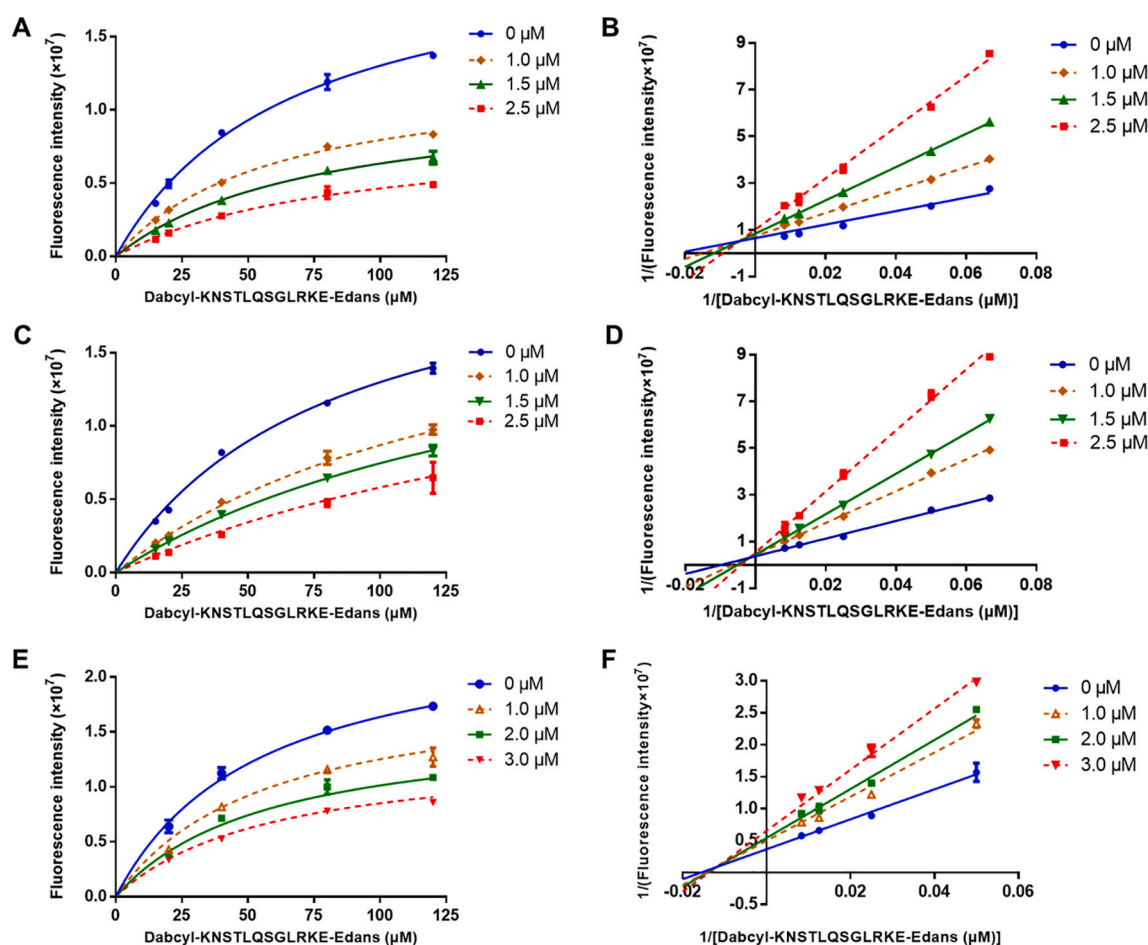 A
Fluorescence intensity (×10⁷)
1.5
1.0
0.5
0.0
0 25 50 75 100 125
Dabcyl-KNSTLQSGLRKE-Edans (µM)
0 µM
1.0 µM
1.5 µM
2.5 µM
B
1/(Fluorescence intensity×10⁷)
9
7
5
3
1
-1
-0.02 0.02 0.04 0.06 0.08
1/[Dabcyl-KNSTLQSGLRKE-Edans (µM)]
0 µM
1.0 µM
1.5 µM
2.5 µM
C
Fluorescence intensity (×10⁷)
1.5
1.0
0.5
0.0
0 25 50 75 100 125
Dabcyl-KNSTLQSGLRKE-Edans (µM)
0 µM
1.0 µM
1.5 µM
2.5 µM
D
1/(Fluorescence intensity×10⁷)
9
7
5
3
1
-1
-0.02 0.02 0.04 0.06 0.08
1/[Dabcyl-KNSTLQSGLRKE-Edans (µM)]
0 µM
1.0 µM
1.5 µM
2.5 µM
E
Fluorescence intensity (×10⁷)
2.0
1.5
1.0
0.5
0.0
0 25 50 75 100 125
Dabcyl-KNSTLQSGLRKE-Edans (µM)
0 µM
1.0 µM
2.0 µM
3.0 µM
F
1/(Fluorescence intensity×10⁷)
3.0
2.5
2.0
1.5
1.0
0.5
-0.5
-0.02 0.02 0.04 0.06
1/[Dabcyl-KNSTLQSGLRKE-Edans (µM)]
0 µM
1.0 µM
2.0 µM
3.0 µM